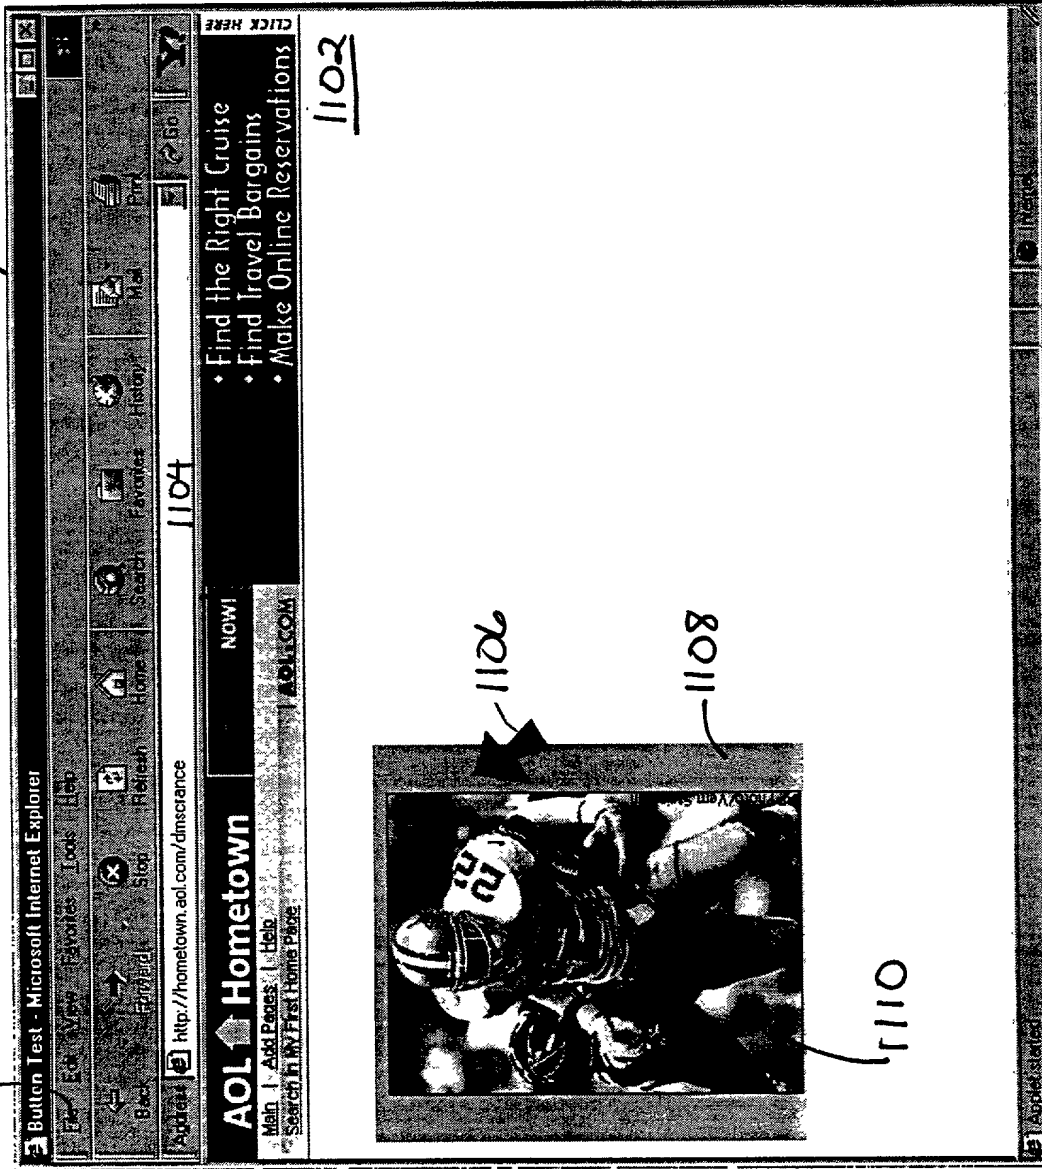 Button Test - Microsoft Internet Explorer
File Edit View Favorites Tools Help
Back Forward Stop Refresh Home Search Favorites History Mail Print
Address http://hometown.aol.com/dmscrance Go Y!
1104
AOL Hometown NOW!
• Find the Right Cruise
• Find Travel Bargains
• Make Online Reservations
CLICK HERE
Main | Add Pages | Help
Search in My First Home Page AOL.COM
1102
1106
1108
22
1110
Applet started